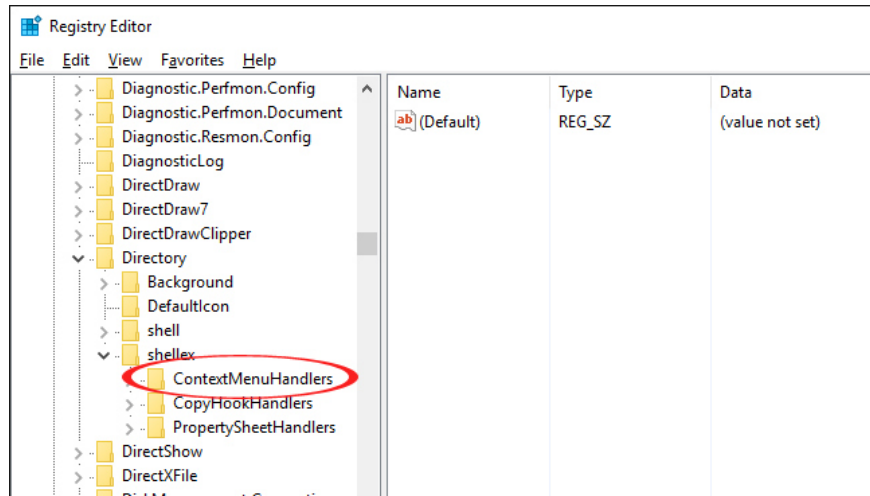 Registry Editor
File Edit View Favorites Help
Diagnostic.Perfmon.Config
Diagnostic.Perfmon.Document
Diagnostic.Resmon.Config
DiagnosticLog
DirectDraw
DirectDraw7
DirectDrawClipper
Directory
Background
DefaultIcon
shell
shellex
ContextMenuHandlers
CopyHookHandlers
PropertySheetHandlers
DirectShow
DirectXFile
Name Type Data
ab (Default) REG_SZ (value not set)